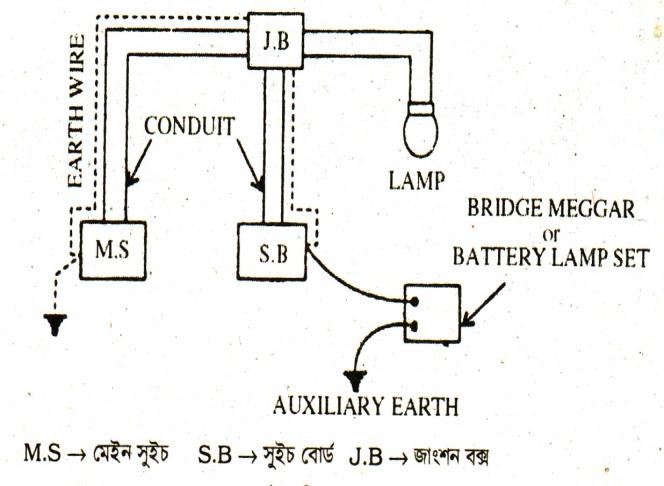 J.B
EARTH WIRE
CONDUIT
LAMP
M.S
S.B
BRIDGE MEGGAR
or
BATTERY LAMP SET
AUXILIARY EARTH
M.S → মেইন সুইচ S.B → সুইচ বোর্ড J.B → জাংশন বক্স